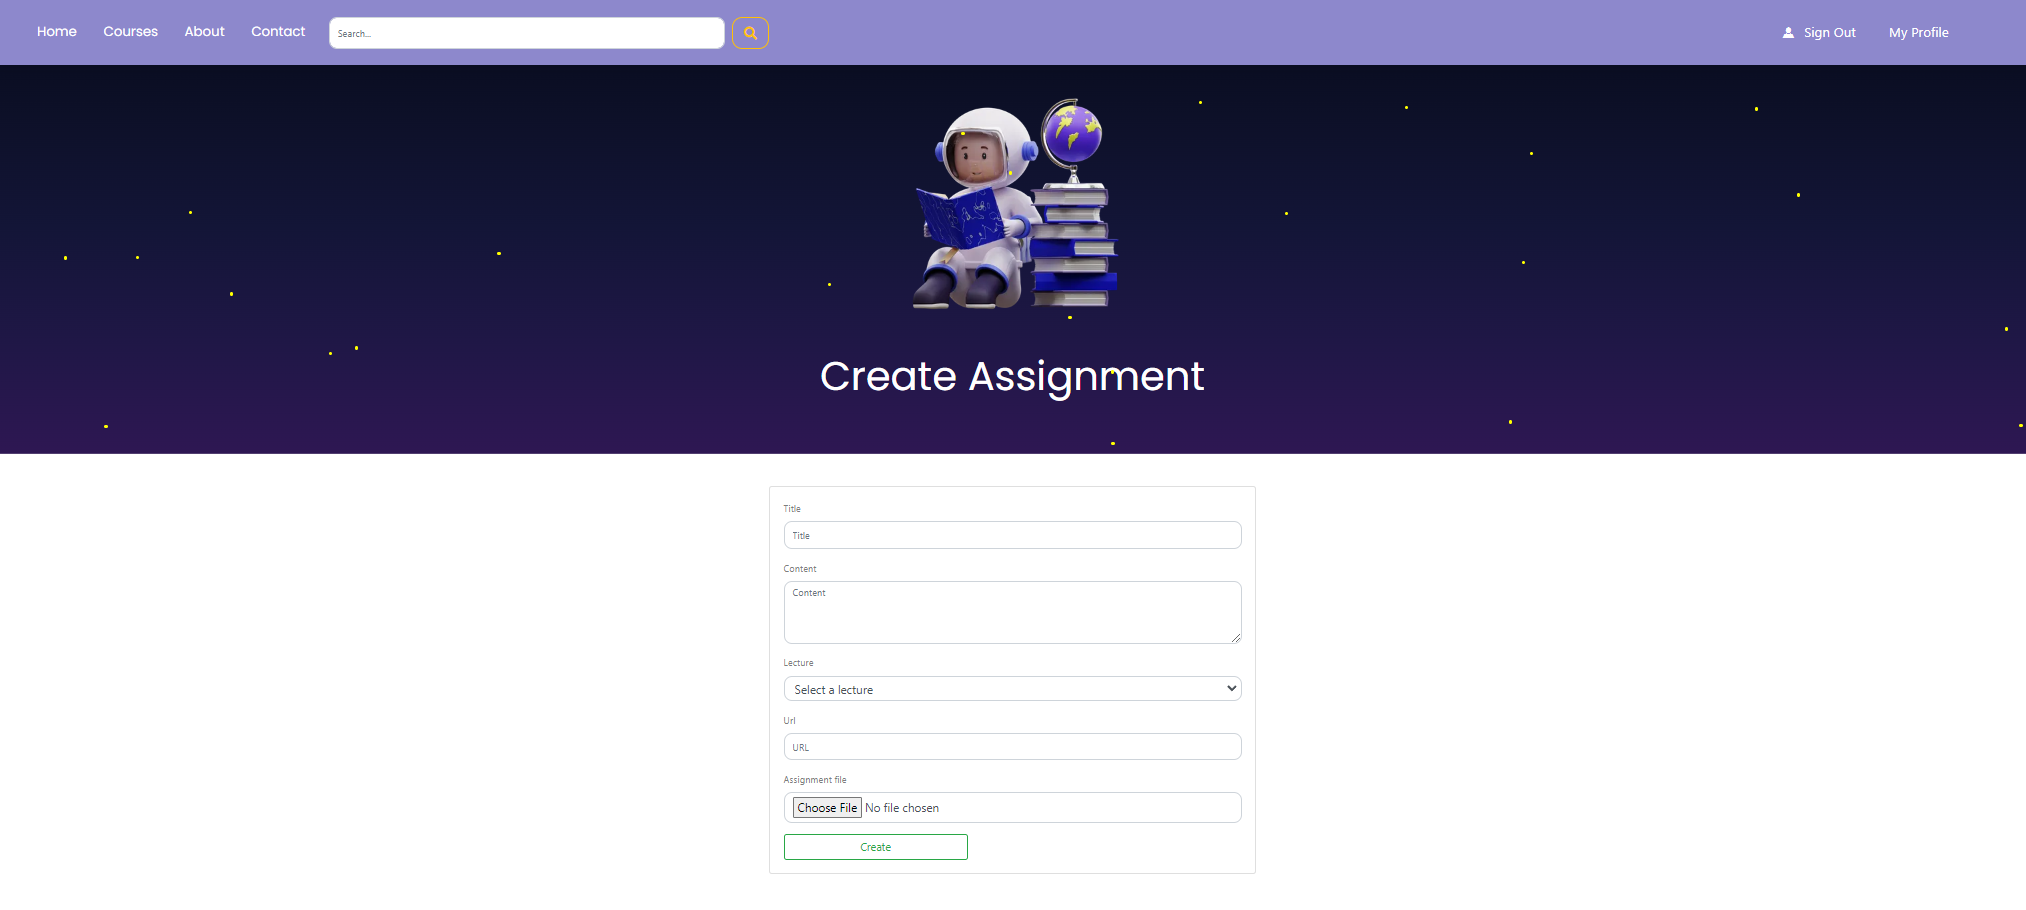 Home Courses About Contact Search... Sign Out My Profile
Create Assignment
Title
Title
Content
Content
Lecture
Select a lecture
Url
URL
Assignment file
Choose File No file chosen
Create